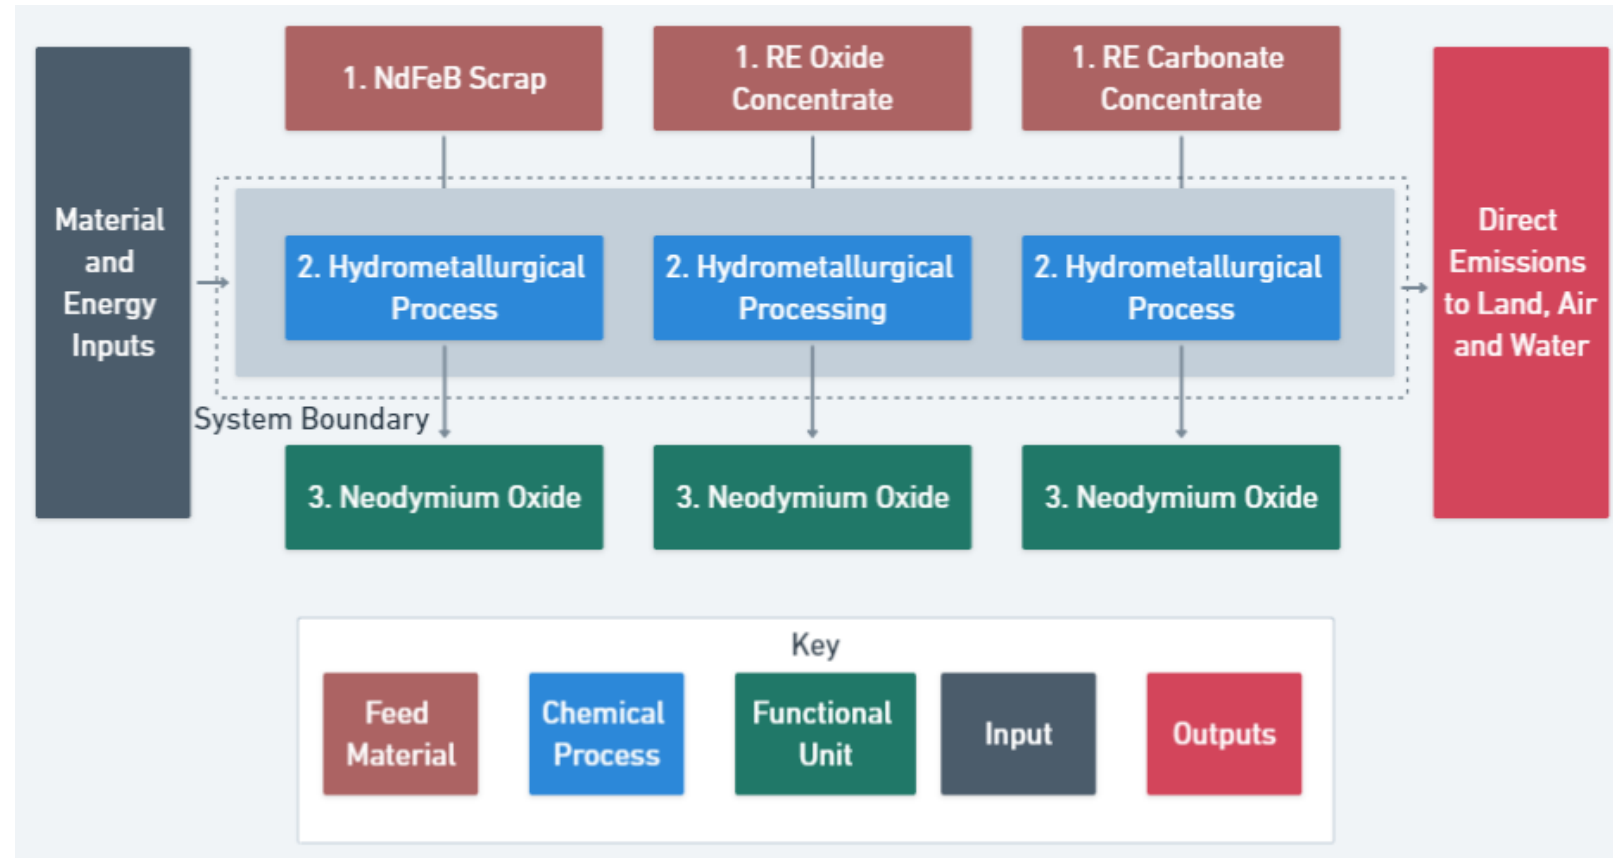 Material
and
Energy
Inputs
1. NdFeB Scrap
1. RE Oxide
Concentrate
1. RE Carbonate
Concentrate
2. Hydrometallurgical
Process
2. Hydrometallurgical
Processing
2. Hydrometallurgical
Process
System Boundary
3. Neodymium Oxide
3. Neodymium Oxide
3. Neodymium Oxide
Direct
Emissions
to Land, Air
and Water
Key
Feed
Material
Chemical
Process
Functional
Unit
Input
Outputs